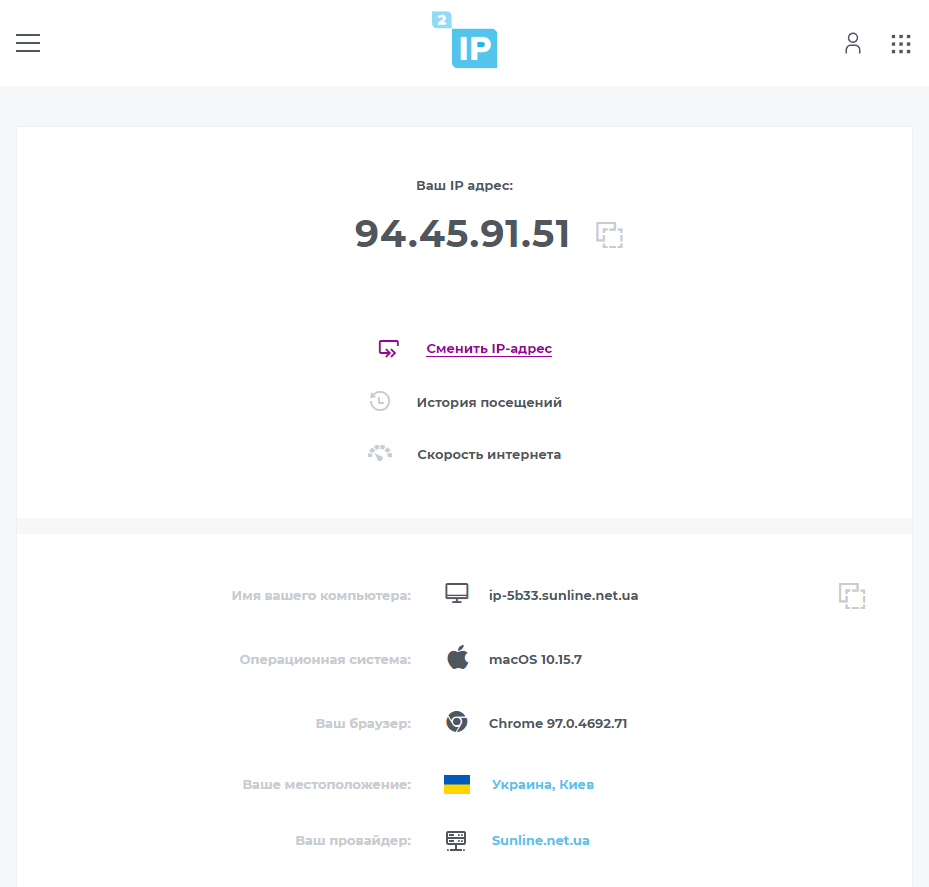 2
IP
Ваш IP адрес:
94.45.91.51
Сменить IP-адрес
История посещений
Скорость интернета
Имя вашего компьютера: ip-5b33.sunline.net.ua
Операционная система: macOS 10.15.7
Ваш браузер: Chrome 97.0.4692.71
Ваше местоположение: Украина, Киев
Ваш провайдер: Sunline.net.ua